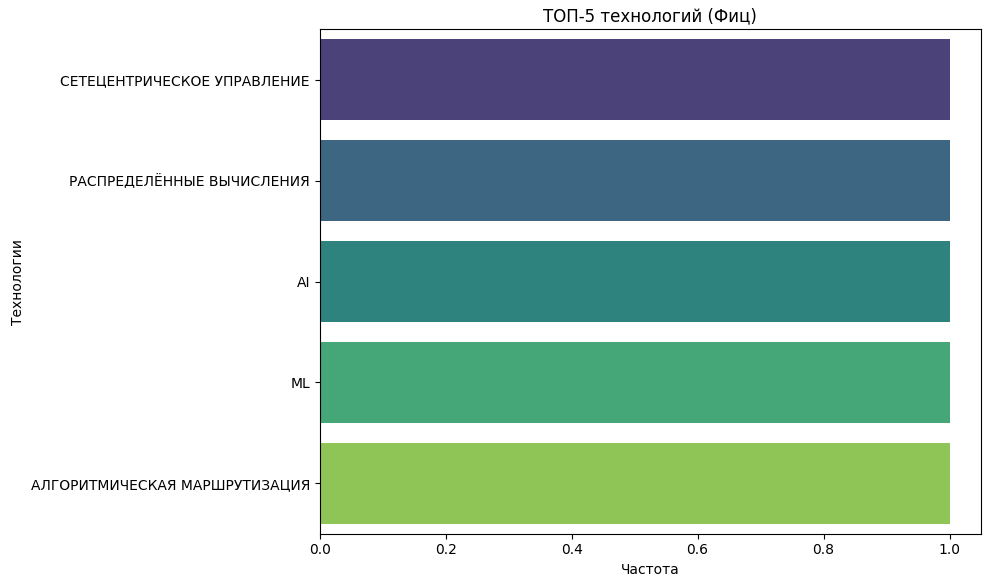 ТОП-5 технологий (Фиц)
СЕТЕЦЕНТРИЧЕСКОЕ УПРАВЛЕНИЕ
РАСПРЕДЕЛЁННЫЕ ВЫЧИСЛЕНИЯ
AI
ML
АЛГОРИТМИЧЕСКАЯ МАРШРУТИЗАЦИЯ
Технологии
0.0 0.2 0.4 0.6 0.8 1.0
Частота